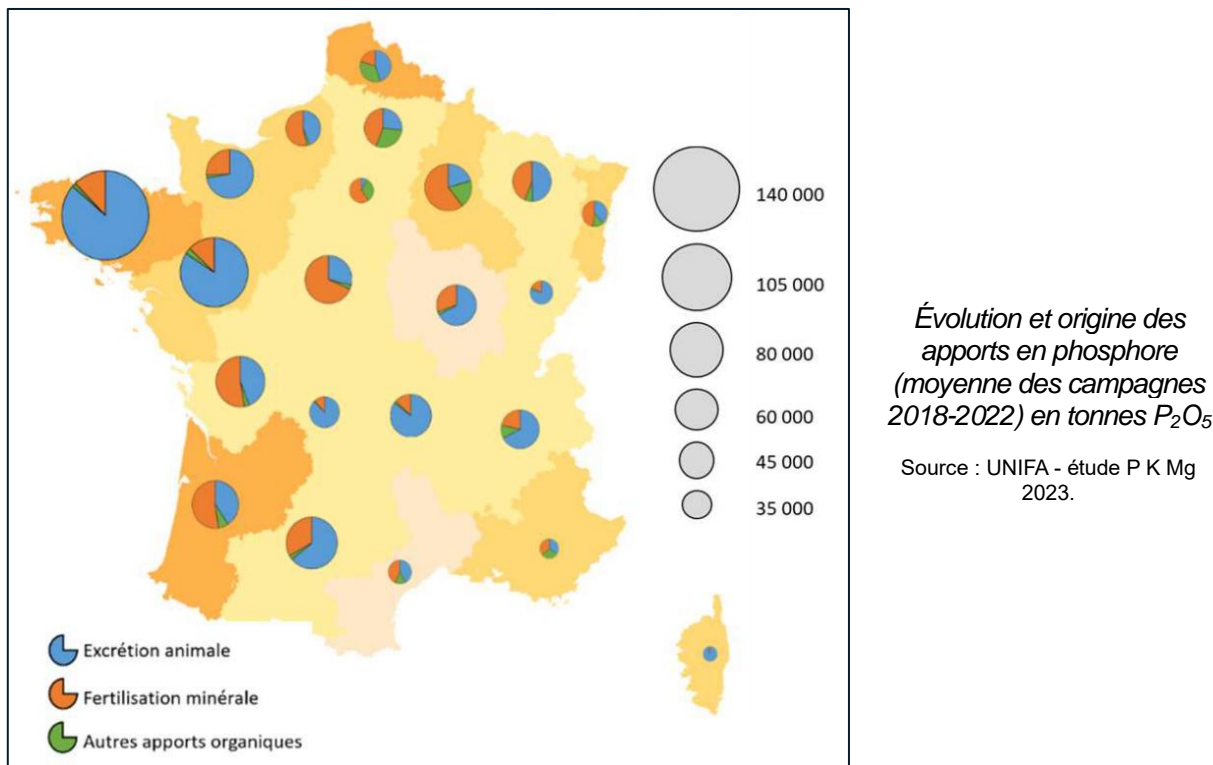 140 000
105 000
80 000
60 000
45 000
35 000
Excrétion animale
Fertilisation minérale
Autres apports organiques
Évolution et origine des
apports en phosphore
(moyenne des campagnes
2018-2022) en tonnes P₂O₅
Source : UNIFA - étude P K Mg
2023.